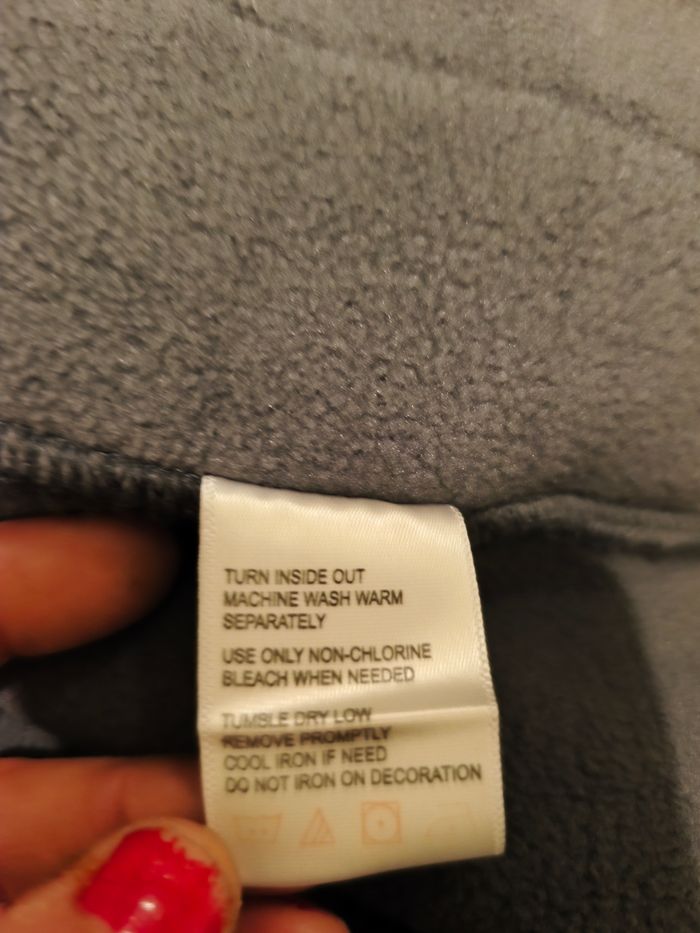 TURN INSIDE OUT
MACHINE WASH WARM
SEPARATELY
USE ONLY NON-CHLORINE
BLEACH WHEN NEEDED
TUMBLE DRY LOW
REMOVE PROMPTLY
COOL IRON IF NEED
DO NOT IRON ON DECORATION